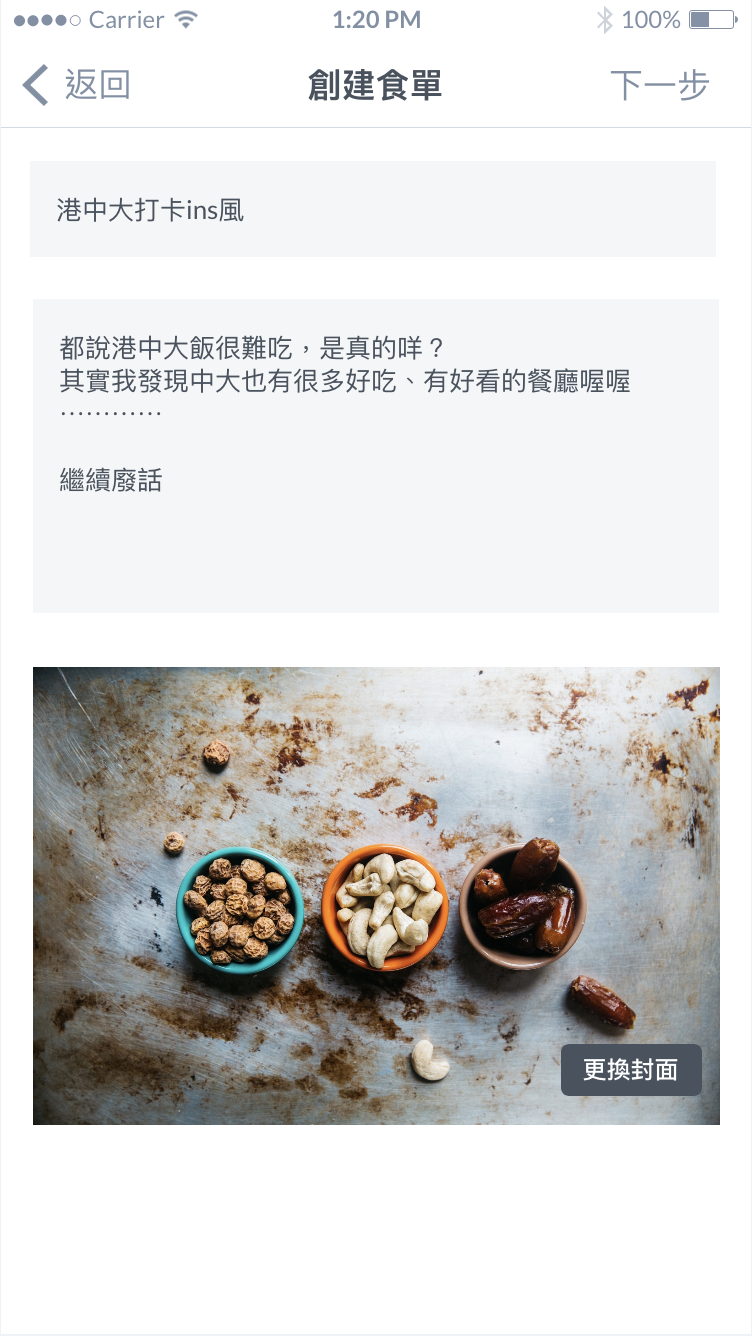 Carrier 1:20 PM 100%
返回 創建食單 下一步
港中大打卡ins風
都說港中大飯很難吃，是真的咩？
其實我發現中大也有很多好吃、有好看的餐廳喔喔
…………
繼續廢話
更換封面